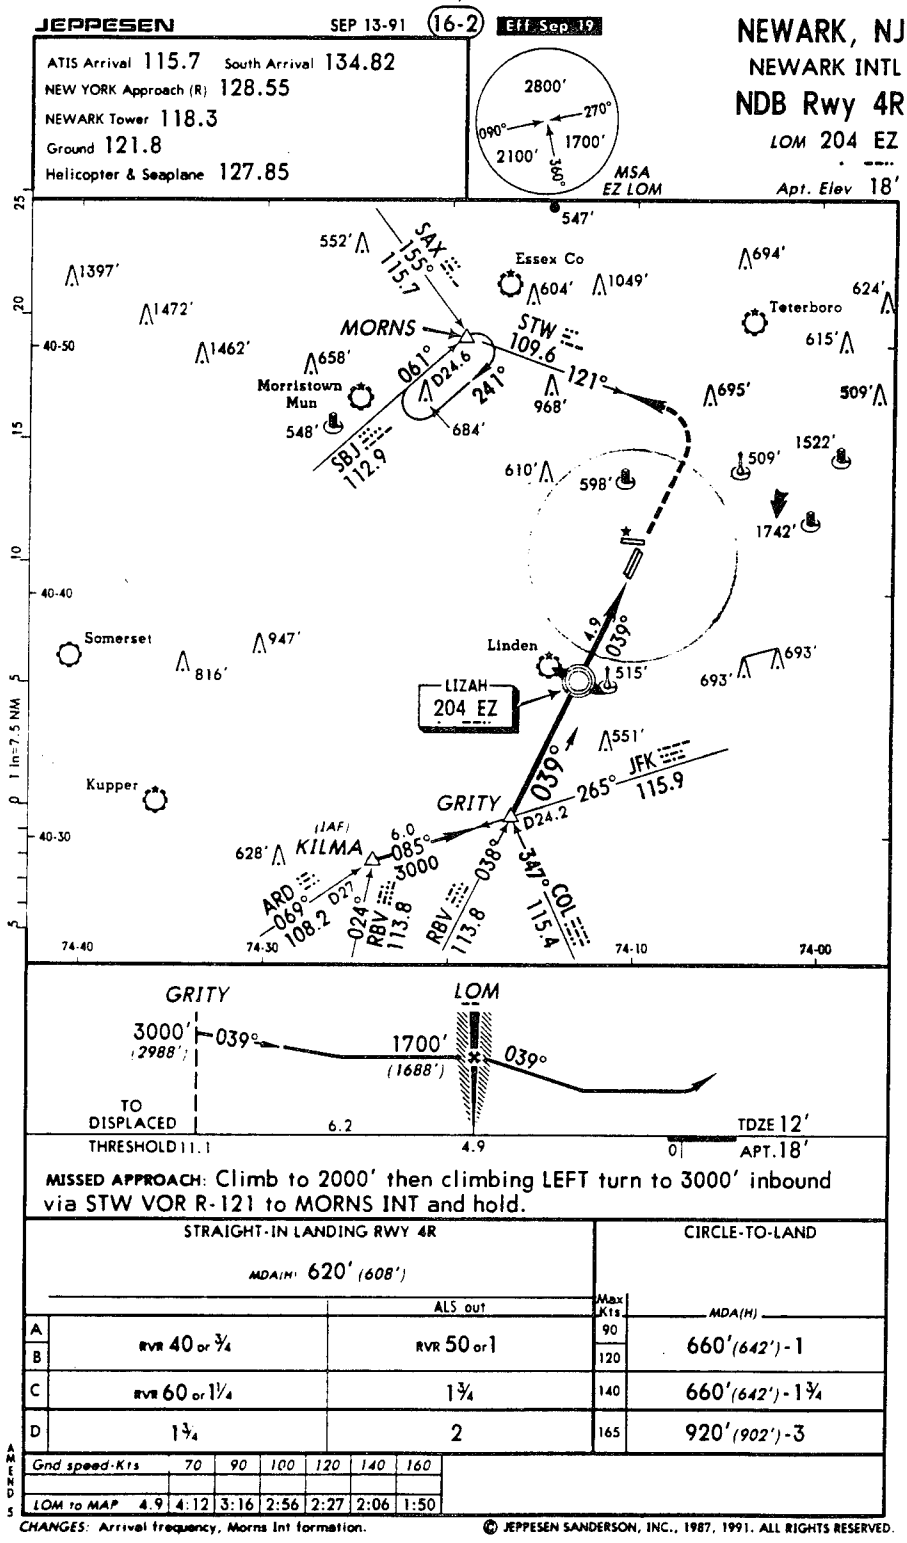 JEPPESEN SEP 13-91 16-2 Eff Sep 19
NEWARK, NJ
NEWARK INTL
NDB Rwy 4R
LOM 204 EZ
Apt. Elev 18'
ATIS Arrival 115.7 South Arrival 134.82
NEW YORK Approach (R) 128.55
NEWARK Tower 118.3
Ground 121.8
Helicopter & Seaplane 127.85
2800'
270°
090°
1700'
2100'
360°
MSA
EZ LOM
25
547'
552'
SAX
155°
115.7
694'
1397'
Essex Co
604'
1049'
624'
20
1472'
Teterboro
MORNS
STW
109.6
615'
40-50
1462'
658'
061°
D24.6
121°
Morristown
Mun
241°
968'
695'
509'
548'
684'
15
SBJ
112.9
1522'
610'
598'
509'
1742'
10
40-40
4.9
039°
Somerset
947'
Linden
816'
693'
693'
5
LIZAH
204 EZ
515'
1 In=7.5 NM
551'
039°
JFK
265°
115.9
Kupper
0
GRITY
D24.2
(IAF)
KILMA
6.0
085°
3000
40-30
628'
038°
347°
COL
115.4
ARD
069°
108.2
D27
024°
RBV
113.8
RBV
113.8
5
74-40 74-30 74-10 74-00
GRITY LOM
3000'
(2988')
039°
1700'
(1688')
039°
TO
DISPLACED
THRESHOLD 11.1
6.2
4.9
0
TDZE 12'
APT. 18'
MISSED APPROACH: Climb to 2000' then climbing LEFT turn to 3000' inbound
via STW VOR R-121 to MORNS INT and hold.
STRAIGHT-IN LANDING RWY 4R CIRCLE-TO-LAND
MDA(H) 620' (608')
ALS out
Max
Kts
MDA(H)
A
B
RVR 40 or ¾ RVR 50 or 1
90
120
660' (642') - 1
C RVR 60 or 1¼ 1¾ 140 660' (642') - 1¾
D 1¾ 2 165 920' (902') - 3
Gnd speed-Kts 70 90 100 120 140 160
LOM to MAP 4.9 4:12 3:16 2:56 2:27 2:06 1:50
AMEND 5
CHANGES: Arrival frequency, Morns Int formation.
© JEPPESEN SANDERSON, INC., 1987, 1991. ALL RIGHTS RESERVED.